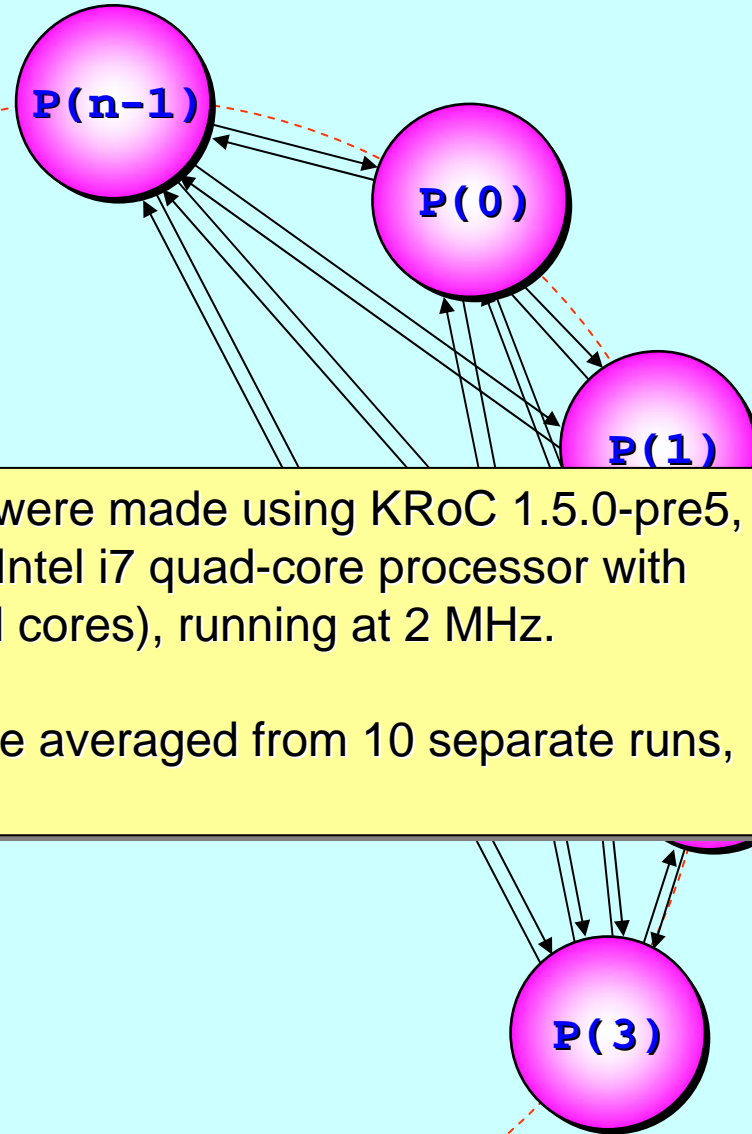 P(n-1)
P(0)
P(1)
were made using KRoC 1.5.0-pre5,
Intel i7 quad-core processor with
cores), running at 2 MHz.
averaged from 10 separate runs,
P(3)